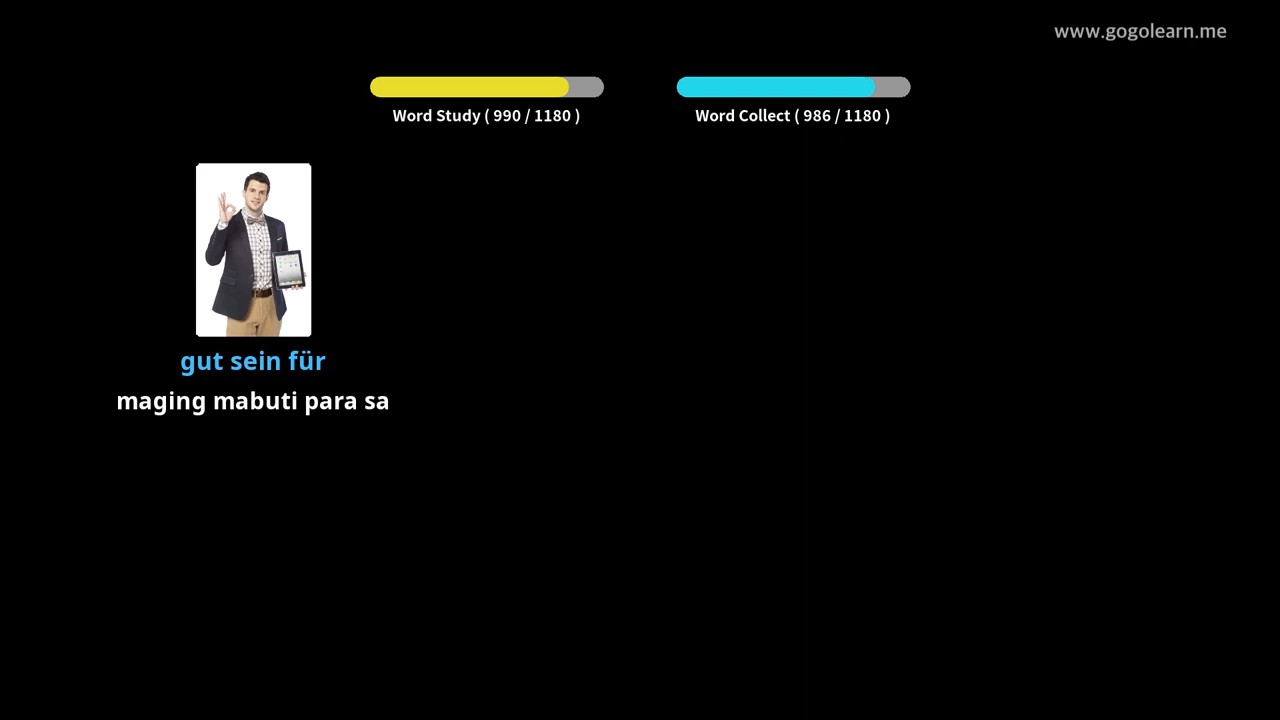 www.gogolearn.me
Word Study ( 990 / 1180 )
Word Collect ( 986 / 1180 )
gut sein für
maging mabuti para sa